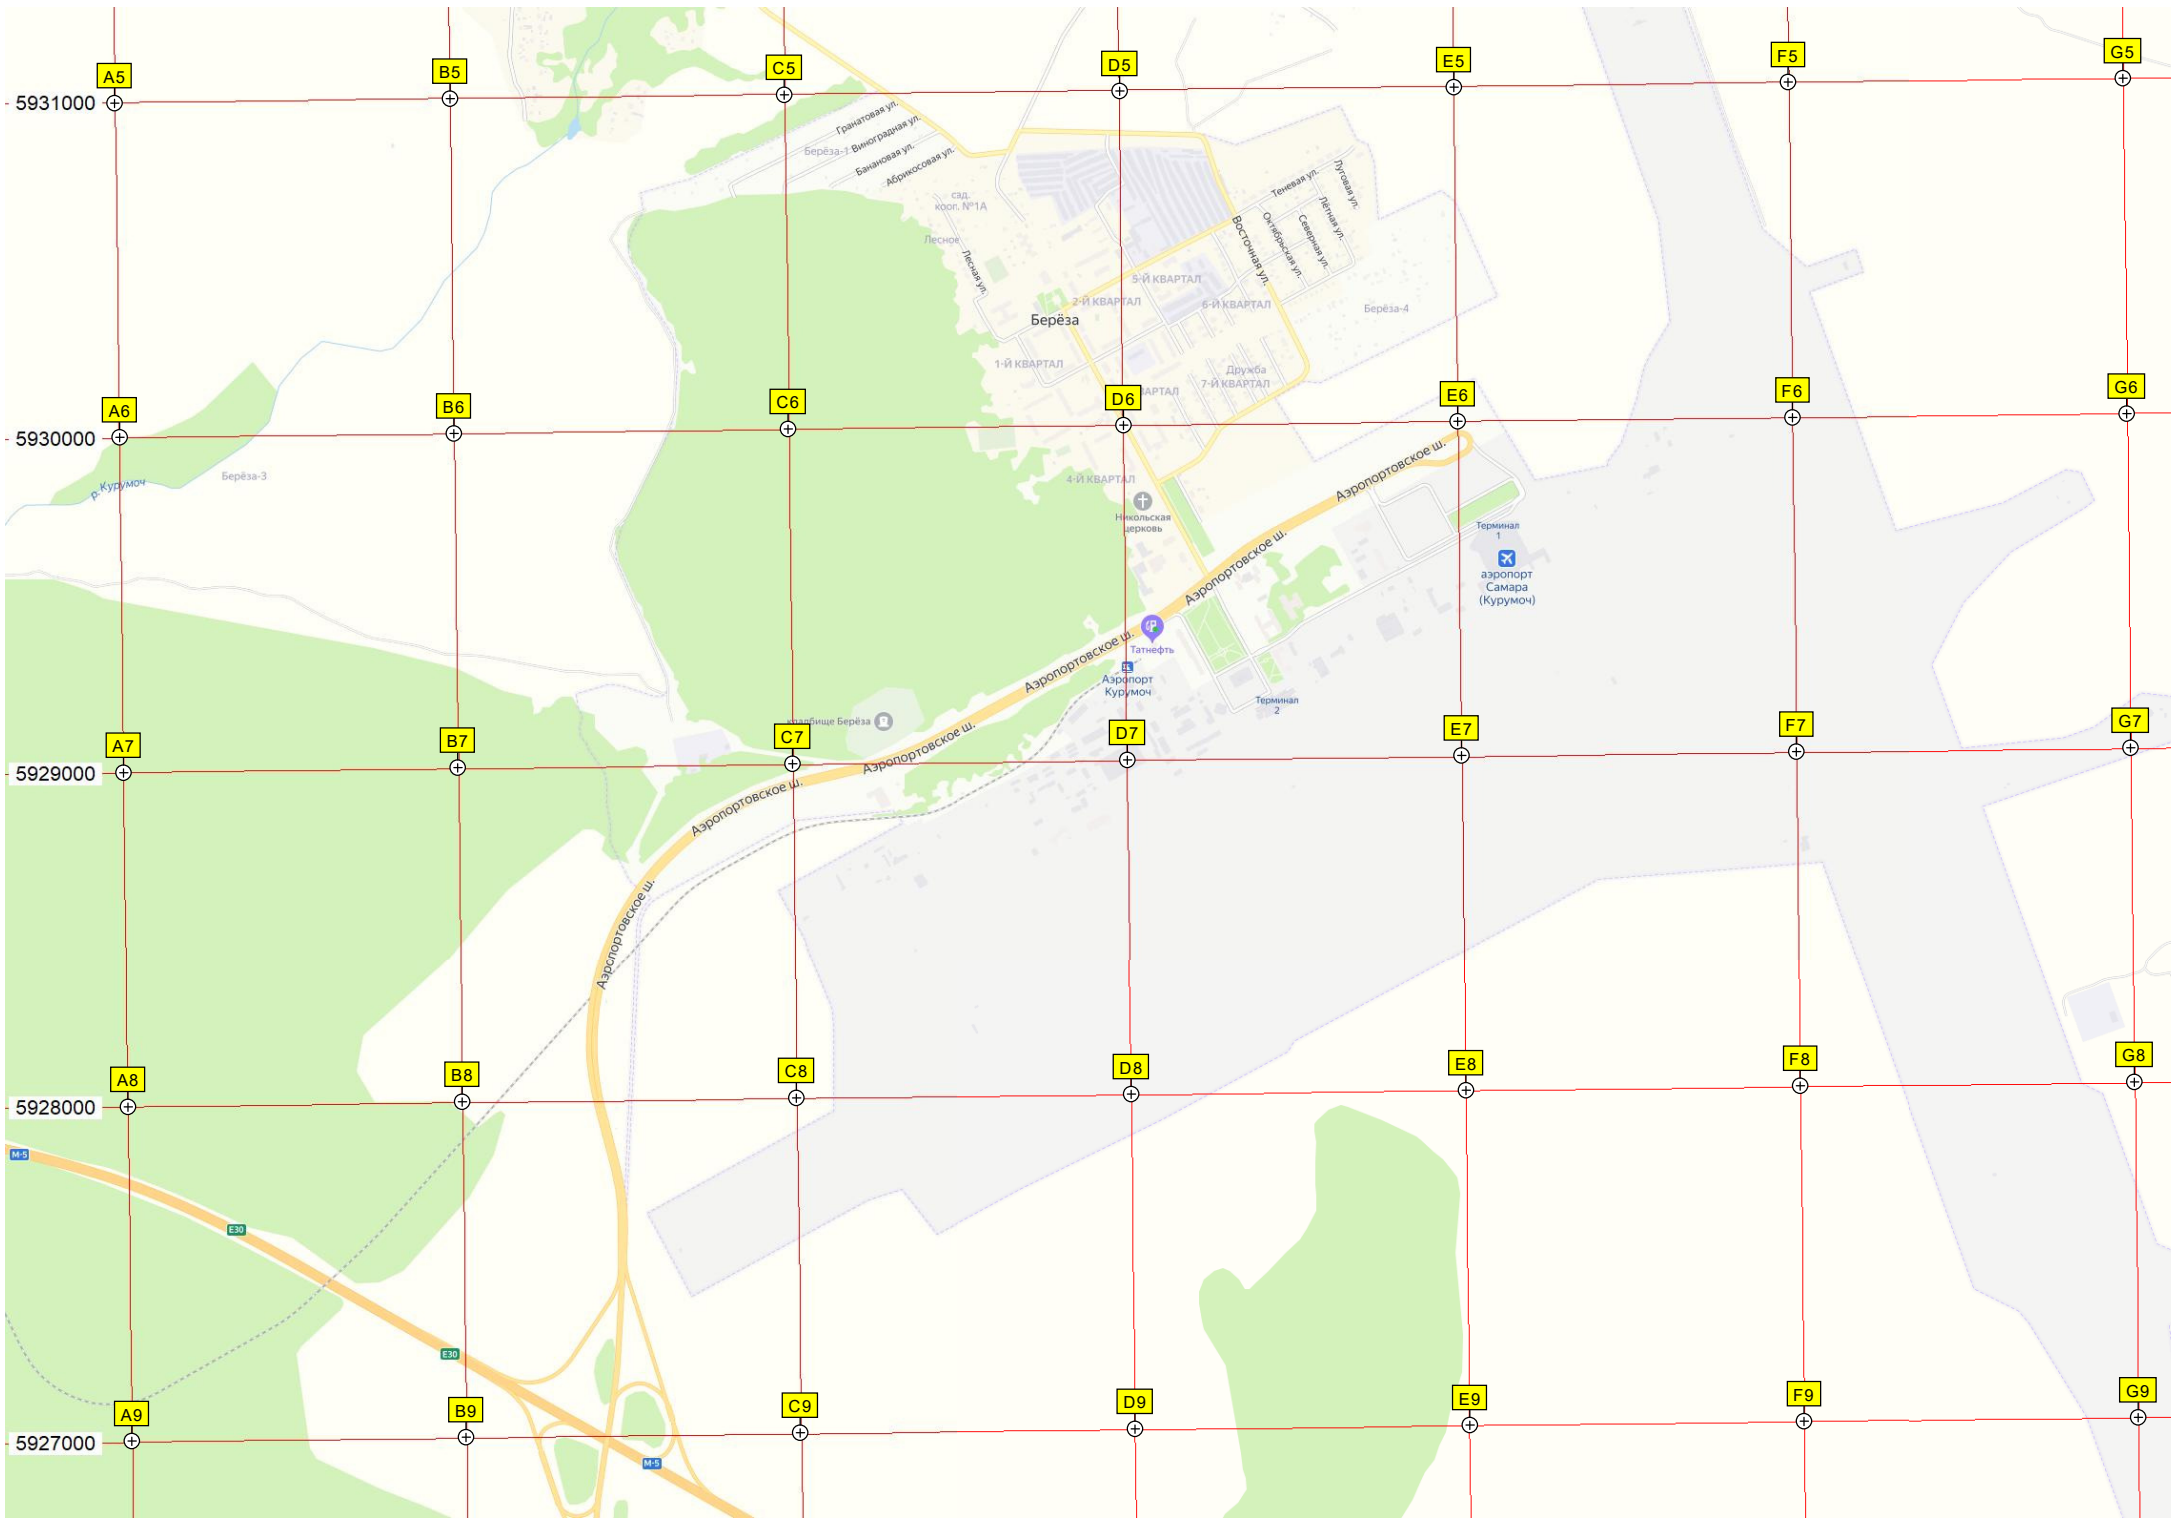 A5
B5
C5
D5
E5
F5
G5
5931000
Гранатовая ул.
Виноградная ул.
Берёза-1
Банановая ул.
Абрикосовая ул.
сад.
кооп. №1А
Лесное
Лесная ул.
Теневая ул.
Луговая ул.
Лётная ул.
Северная ул.
Октябрьская ул.
Восточная ул.
5-Й КВАРТАЛ
2-Й КВАРТАЛ
6-Й КВАРТАЛ
Берёза-4
Берёза
1-Й КВАРТАЛ
Дружба
7-Й КВАРТАЛ
АРТАЛ
A6
B6
C6
D6
E6
F6
G6
5930000
Берёза-3
р. Курумоч
4-Й КВАРТАЛ
Аэропортовское ш.
Никольская
церковь
Терминал
1
аэропорт
Самара
(Курумоч)
Аэропортовское ш.
Татнефть
Аэропортовское ш.
Аэропорт
Курумоч
Терминал
2
кладбище Берёза
Аэропортовское ш.
A7
B7
C7
D7
E7
F7
G7
5929000
Аэропортовское ш.
Аэропортовское ш.
A8
B8
C8
D8
E8
F8
G8
5928000
М-5
E30
E30
A9
B9
C9
D9
E9
F9
G9
5927000
М-5